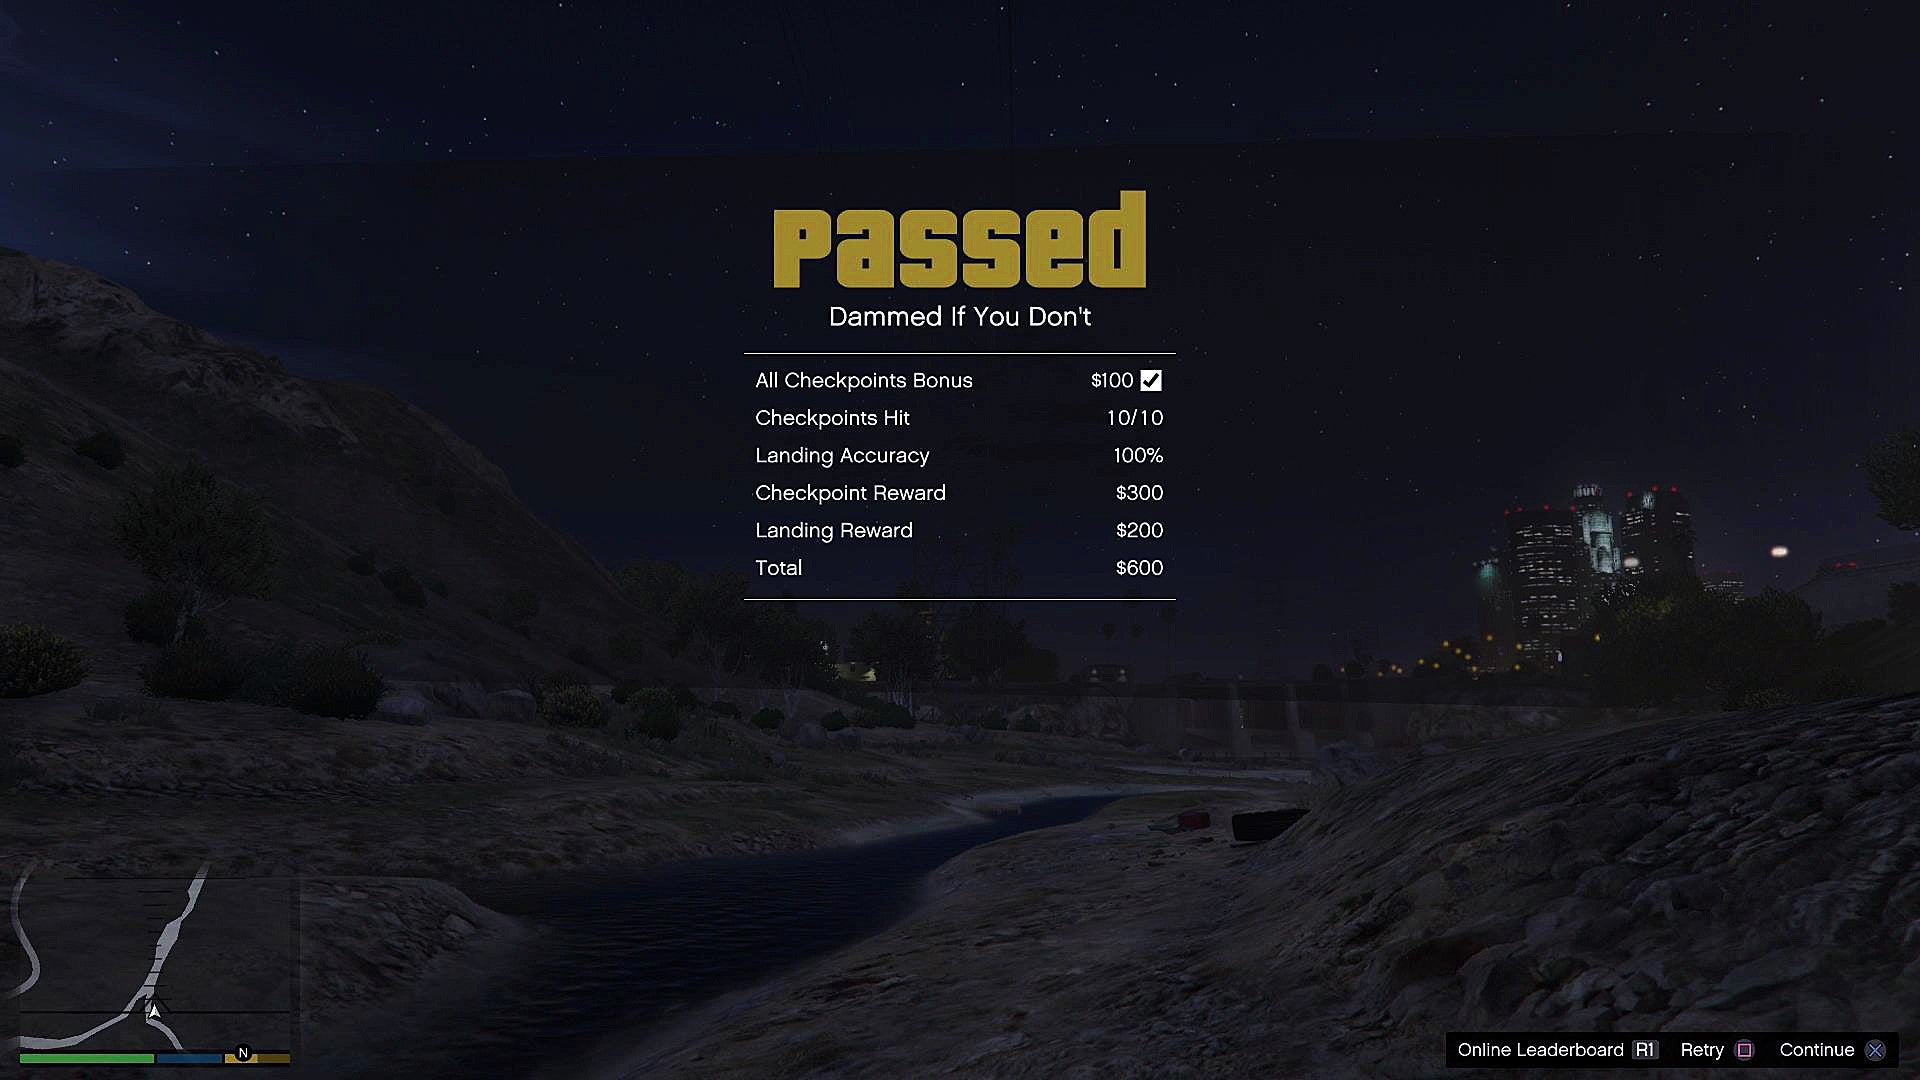 Passed
Dammed If You Don't
All Checkpoints Bonus $100
Checkpoints Hit 10/10
Landing Accuracy 100%
Checkpoint Reward $300
Landing Reward $200
Total $600
N
Online Leaderboard R1 Retry Continue